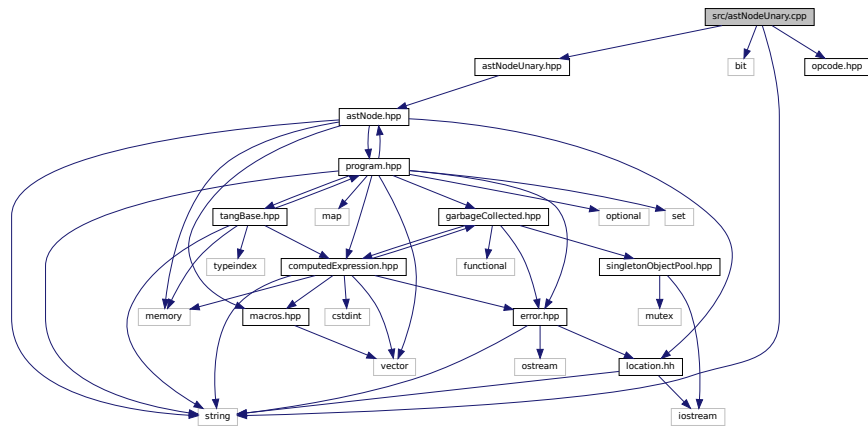 src/astNodeUnary.cpp
astNodeUnary.hpp
bit
opcode.hpp
astNode.hpp
program.hpp
tangBase.hpp
map
garbageCollected.hpp
optional
set
typeindex
computedExpression.hpp
functional
singletonObjectPool.hpp
memory
macros.hpp
cstdint
error.hpp
mutex
vector
ostream
location.hh
string
iostream